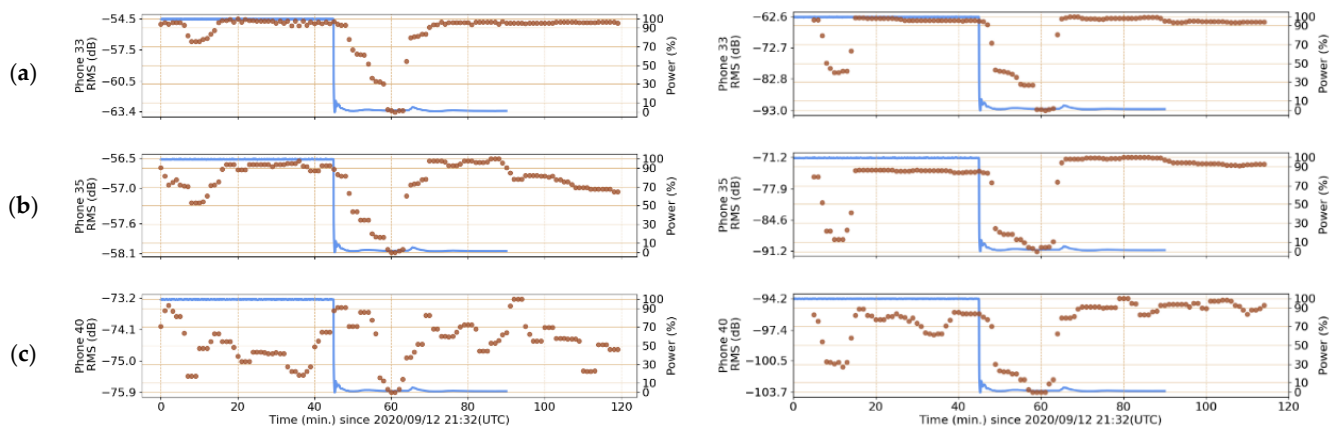 (a)
Phone 33
RMS (dB)
−54.5
−57.5
−60.5
−63.4
100
90
70
50
30
10
0
Power (%)
Phone 33
RMS (dB)
−62.6
−72.7
−82.8
−93.0
100
90
70
50
30
10
0
Power (%)
(b)
Phone 35
RMS (dB)
−56.5
−57.0
−57.6
−58.1
100
90
70
50
30
10
0
Power (%)
Phone 35
RMS (dB)
−71.2
−77.9
−84.6
−91.2
100
90
70
50
30
10
0
Power (%)
(c)
Phone 40
RMS (dB)
−73.2
−74.1
−75.0
−75.9
100
90
70
50
30
10
0
Power (%)
0 20 40 60 80 100 120
Time (min.) since 2020/09/12 21:32(UTC)
Phone 40
RMS (dB)
−94.2
−97.4
−100.5
−103.7
100
90
70
50
30
10
0
Power (%)
0 20 40 60 80 100 120
Time (min.) since 2020/09/12 21:32(UTC)